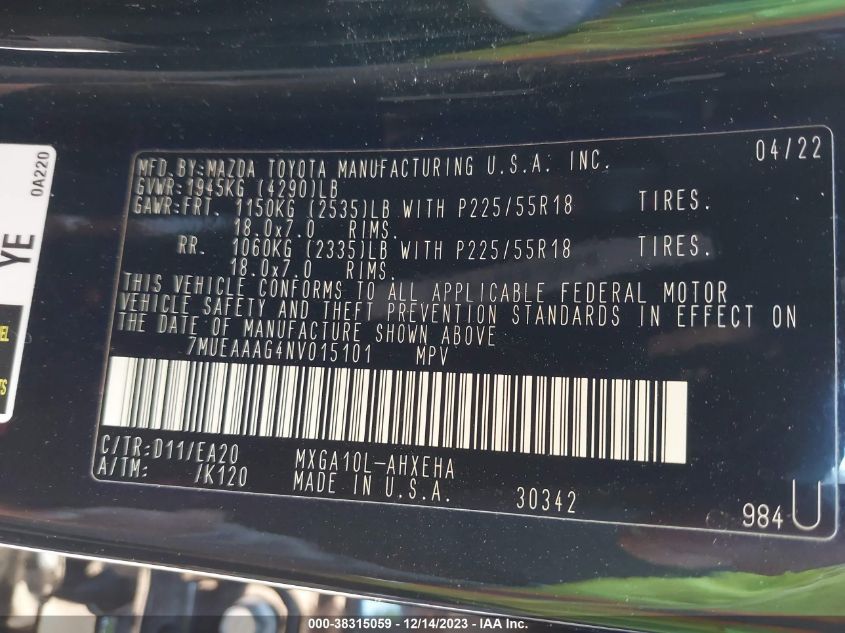 0A220
YE
MFD.BY:MAZDA TOYOTA MANUFACTURING U.S.A. INC. 04/22
GVWR:1945KG (4290)LB
GAWR:FRT. 1150KG (2535)LB WITH P225/55R18 TIRES.
18.0x7.0 RIMS.
RR. 1060KG (2335)LB WITH P225/55R18 TIRES.
18.0x7.0 RIMS.
THIS VEHICLE CONFORMS TO ALL APPLICABLE FEDERAL MOTOR
VEHICLE SAFETY AND THEFT PREVENTION STANDARDS IN EFFECT ON
THE DATE OF MANUFACTURE SHOWN ABOVE.
7MUEAAAG4NV015101 MPV
C/TR:D11/EA20 MXGA10L-AHXEHA
A/TM: /K120 MADE IN U.S.A. 30342
984U
000-38315059 - 12/14/2023 - IAA Inc.